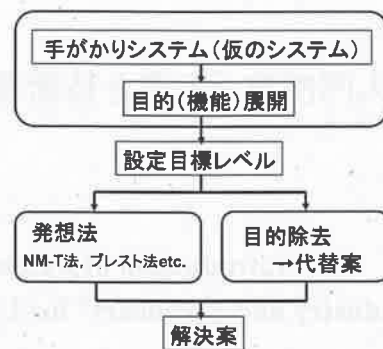 手がかりシステム(仮のシステム)
目的(機能)展開
設定目標レベル
発想法
NM-T法, ブレスト法etc.
目的除去
→代替案
解決案